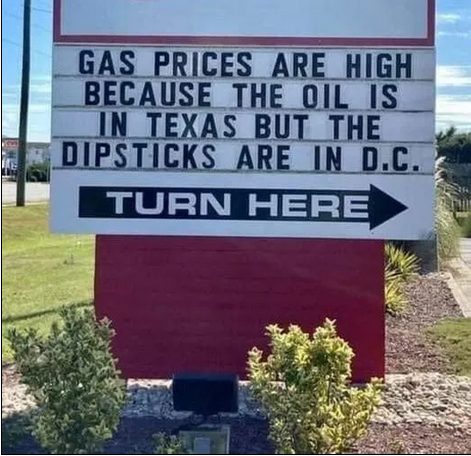 GAS PRICES ARE HIGH
BECAUSE THE OIL IS
IN TEXAS BUT THE
DIPSTICKS ARE IN D.C.
TURN HERE